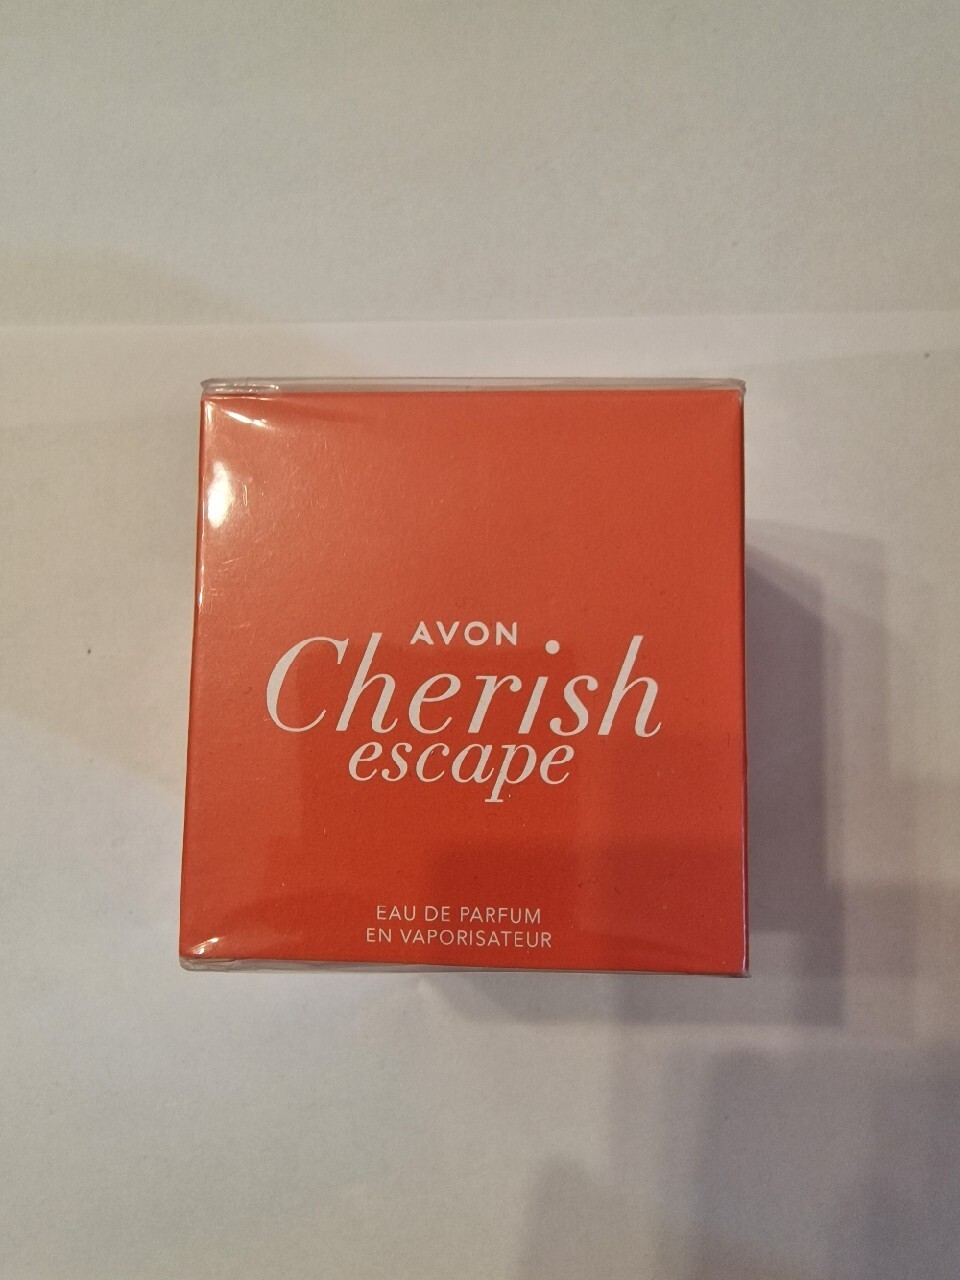 AVON
Cherish
escape
EAU DE PARFUM
EN VAPORISATEUR